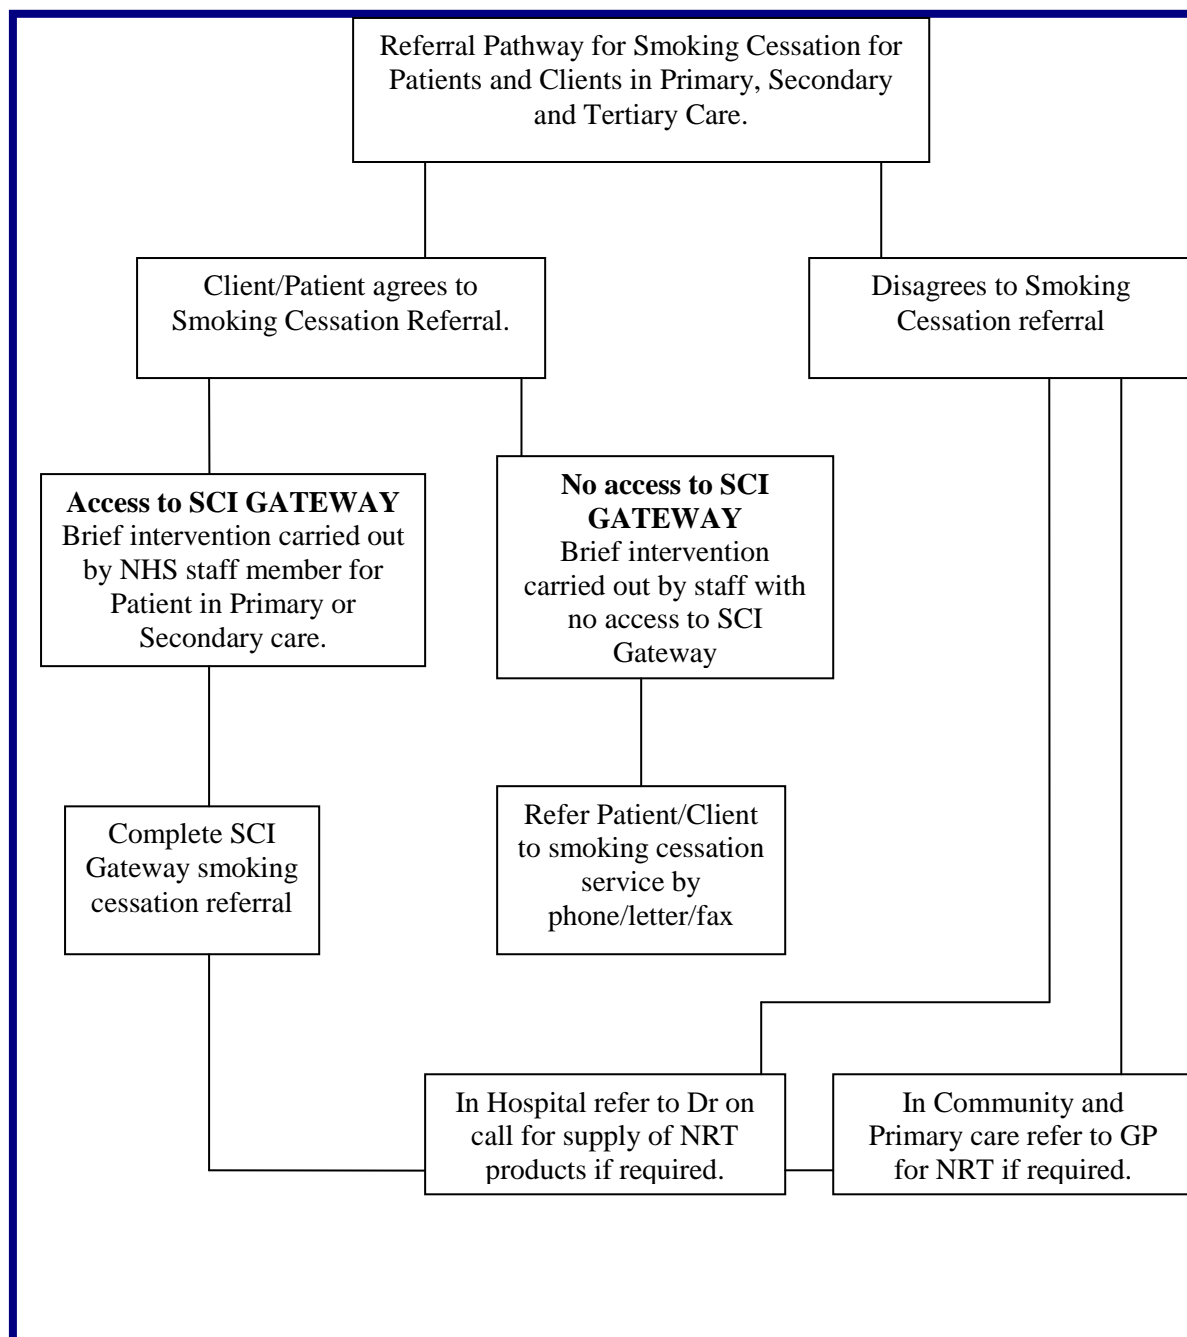 Referral Pathway for Smoking Cessation for
Patients and Clients in Primary, Secondary
and Tertiary Care.
Client/Patient agrees to
Smoking Cessation Referral.
Disagrees to Smoking
Cessation referral
Access to SCI GATEWAY
Brief intervention carried out
by NHS staff member for
Patient in Primary or
Secondary care.
No access to SCI
GATEWAY
Brief intervention
carried out by staff with
no access to SCI
Gateway
Complete SCI
Gateway smoking
cessation referral
Refer Patient/Client
to smoking cessation
service by
phone/letter/fax
In Hospital refer to Dr on
call for supply of NRT
products if required.
In Community and
Primary care refer to GP
for NRT if required.